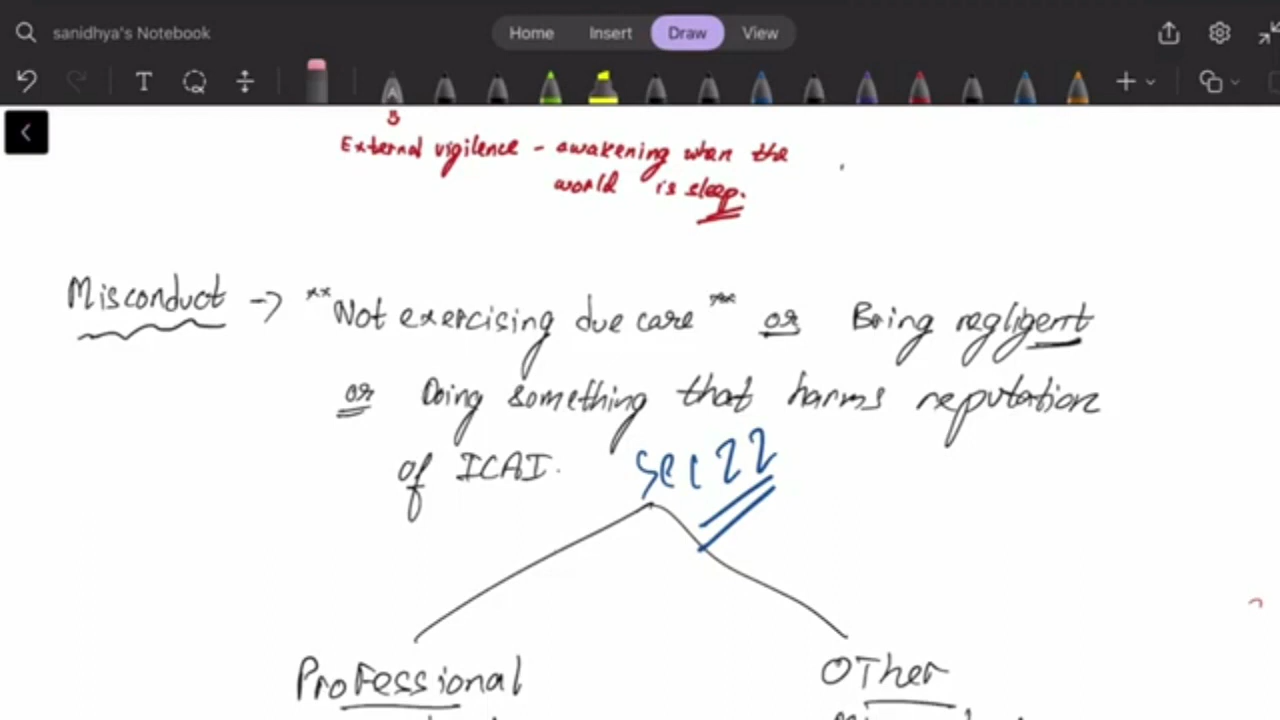 sanidhya's Notebook
Home Insert Draw View
T
External vigilence - awakening when the
world is sleep.
Misconduct -> **Not exercising due care** or Being negligent
or Doing something that harms reputation
of ICAI.
Sec 22
Professional
OTher